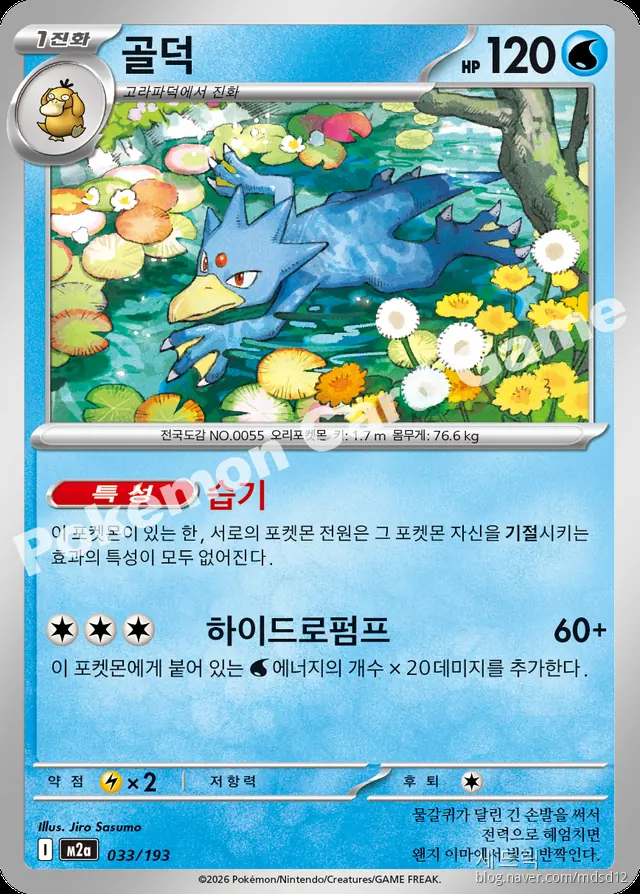 1진화
골덕
HP 120
고라파덕에서 진화
Pokémon Card Game
전국도감 NO.0055 오리포켓몬 키: 1.7 m 몸무게: 76.6 kg
특성 습기
이 포켓몬이 있는 한, 서로의 포켓몬 전원은 그 포켓몬 자신을 기절시키는
효과의 특성이 모두 없어진다.
하이드로펌프 60+
이 포켓몬에게 붙어 있는 에너지의 개수 × 20데미지를 추가한다.
약점 ×2 저항력 후퇴
Illus. Jiro Sasumo
I m2a 033/193
물갈퀴가 달린 긴 손발을 써서
전력으로 헤엄치면
왠지 이마에서 빛이 반짝인다.
blog.naver.com/mdsd12
©2026 Pokémon/Nintendo/Creatures/GAME FREAK.